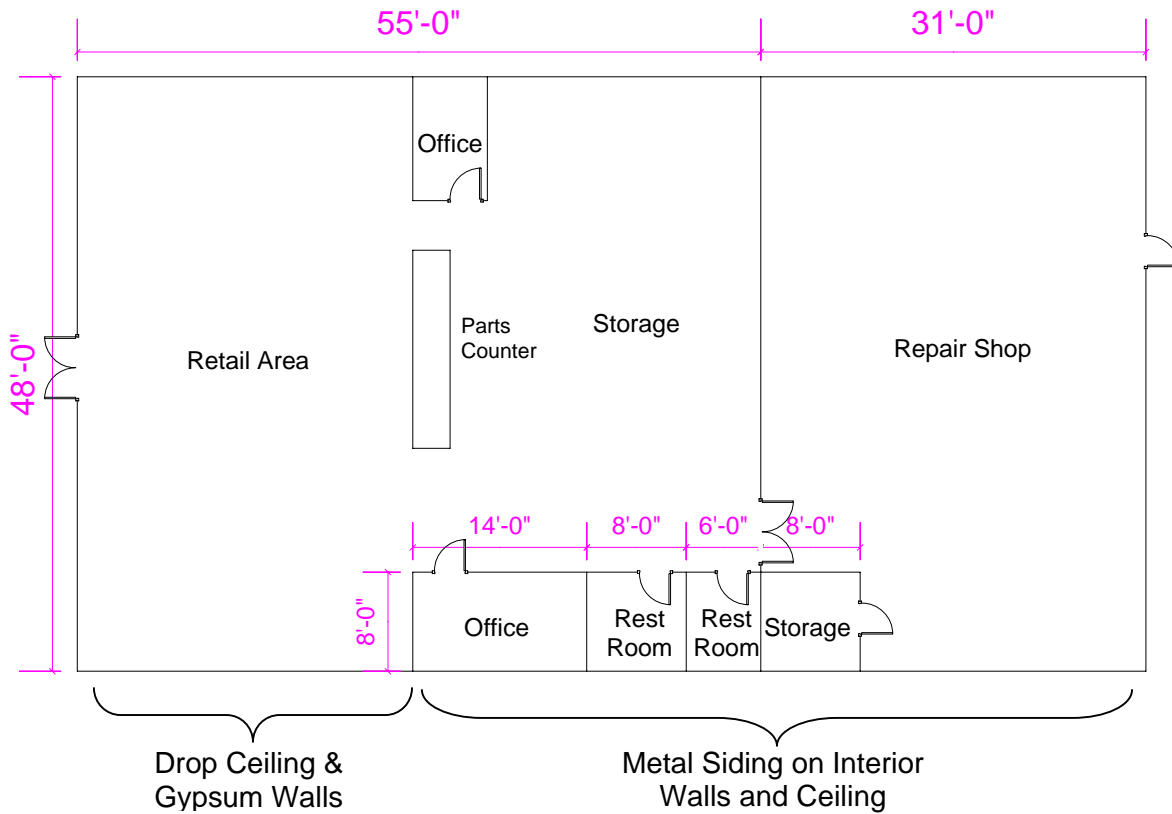 55'-0"
31'-0"
Office
48'-0"
Retail Area
Parts
Counter
Storage
Repair Shop
14'-0"
8'-0"
6'-0"
8'-0"
8'-0"
Office
Rest
Room
Rest
Room
Storage
Drop Ceiling &
Gypsum Walls
Metal Siding on Interior
Walls and Ceiling